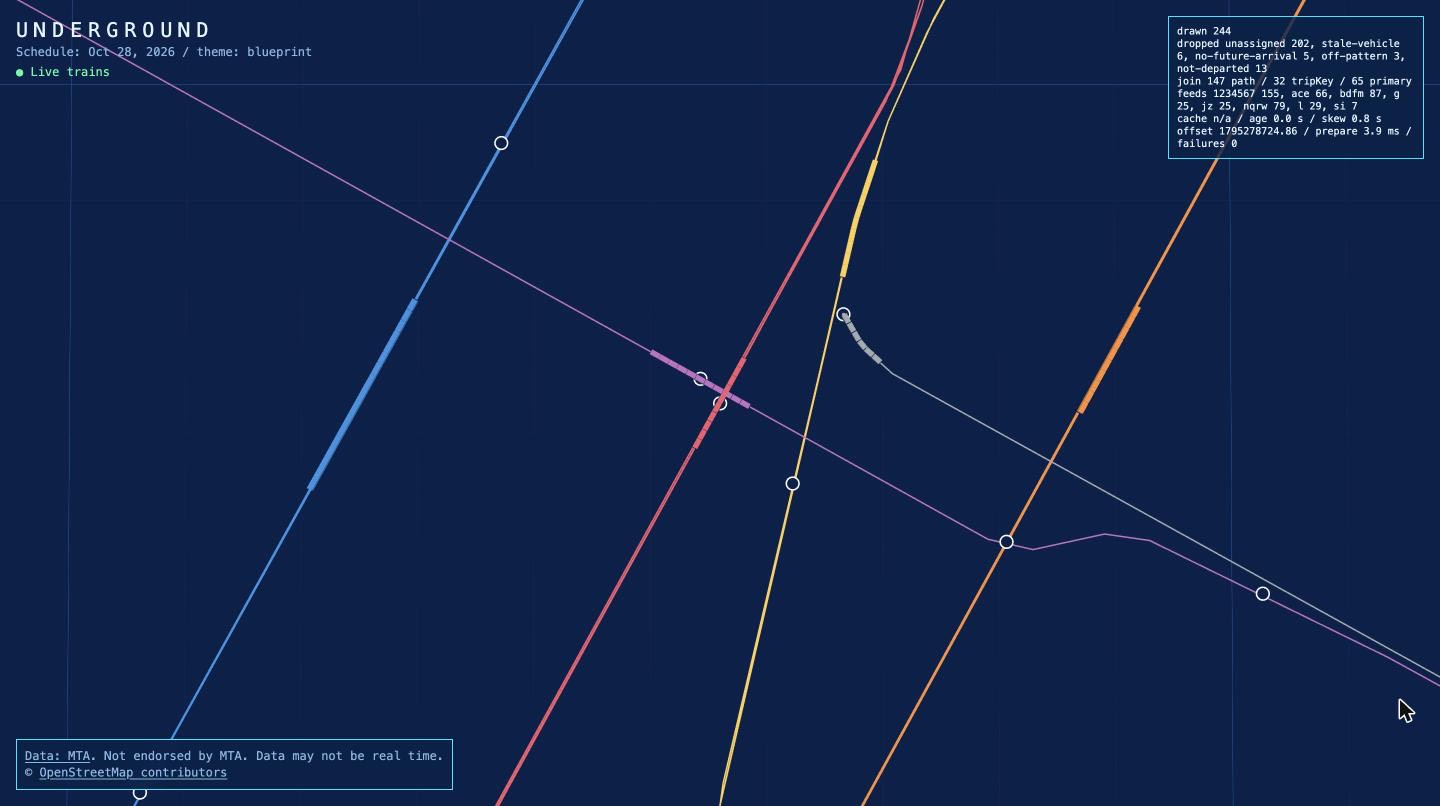 UNDERGROUND
Schedule: Oct 28, 2026 / theme: blueprint
Live trains
drawn 244
dropped unassigned 202, stale-vehicle
6, no-future-arrival 5, off-pattern 3,
not-departed 13
join 147 path / 32 tripKey / 65 primary
feeds 1234567 155, ace 66, bdfm 87, g
25, jz 25, nqrw 79, l 29, si 7
cache n/a / age 0.0 s / skew 0.8 s
offset 1795278724.86 / prepare 3.9 ms /
failures 0
Data: MTA. Not endorsed by MTA. Data may not be real time.
© OpenStreetMap contributors